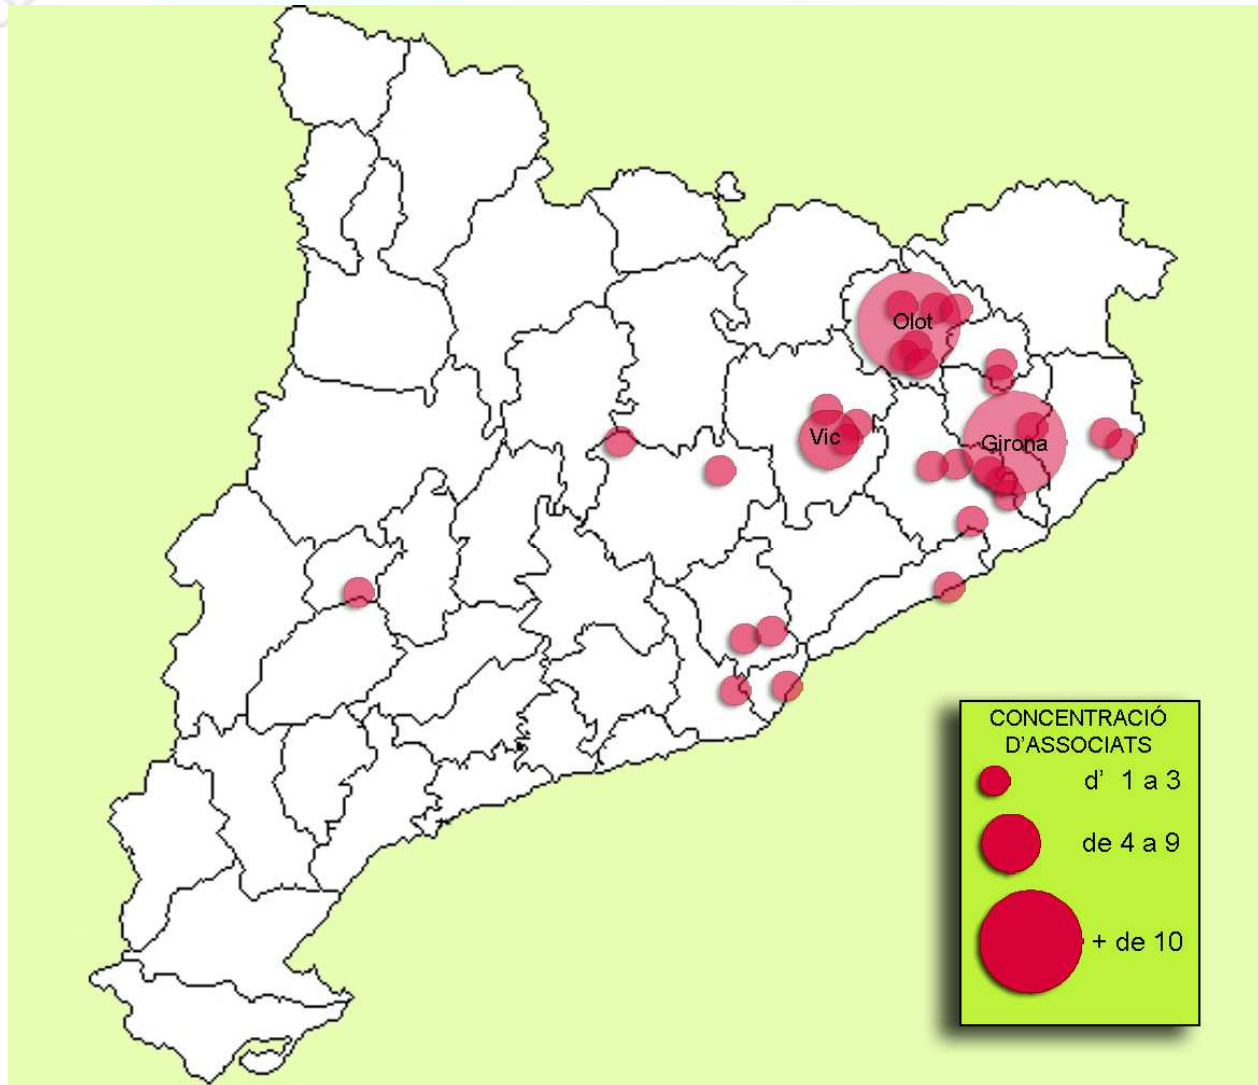 Olot
Vic
Girona
CONCENTRACIÓ
D'ASSOCIATS
d' 1 a 3
de 4 a 9
+ de 10